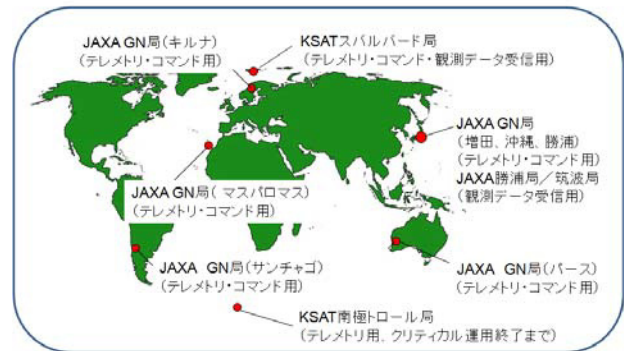 JAXA GN局(キルナ)
(テレメトリ・コマンド用)
KSATスバルバード局
(テレメトリ・コマンド・観測データ受信用)
JAXA GN局
(増田、沖縄、勝浦)
(テレメトリ・コマンド用)
JAXA勝浦局／筑波局
(観測データ受信用)
JAXA GN局( マスパロマス)
(テレメトリ・コマンド用)
JAXA GN局(サンチャゴ)
(テレメトリ・コマンド用)
JAXA GN局(パース)
(テレメトリ・コマンド用)
KSAT南極トロール局
(テレメトリ用、クリティカル運用終了まで)